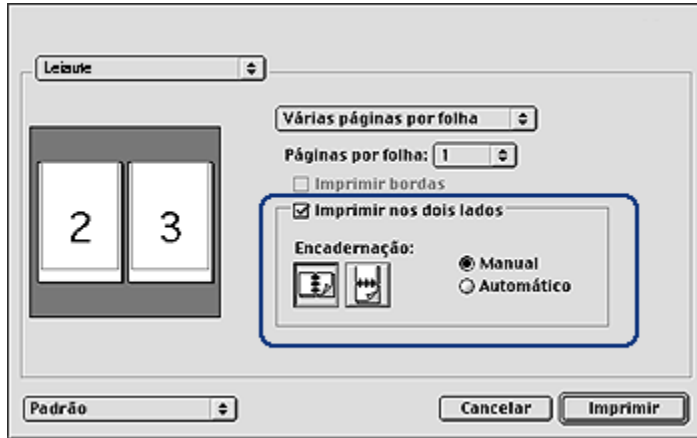 Leiaute
Várias páginas por folha
Páginas por folha: 1
Imprimir bordas
Imprimir nos dois lados
2 3
Encadernação:
Manual
Automático
Padrão
Cancelar Imprimir